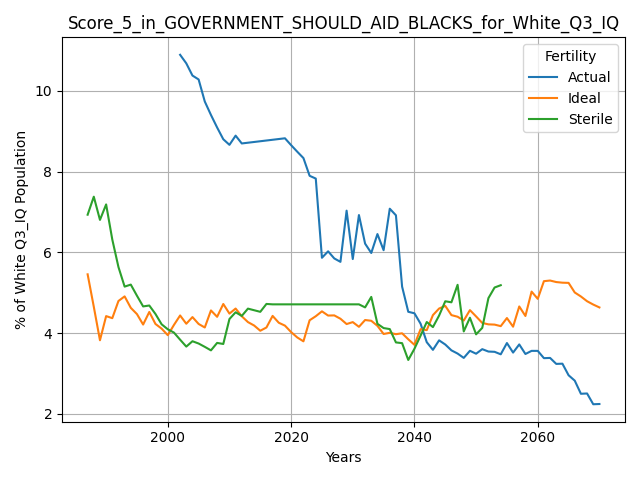 Score_5_in_GOVERNMENT_SHOULD_AID_BLACKS_for_White_Q3_IQ
Fertility
Actual
Ideal
Sterile
% of White Q3_IQ Population
10
8
6
4
2
2000
2020
2040
2060
Years